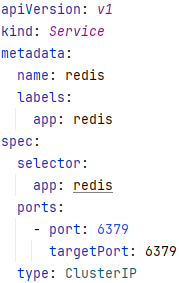 apiVersion: v1
kind: Service
metadata:
  name: redis
  labels:
    app: redis
spec:
  selector:
    app: redis
  ports:
    - port: 6379
      targetPort: 6379
  type: ClusterIP